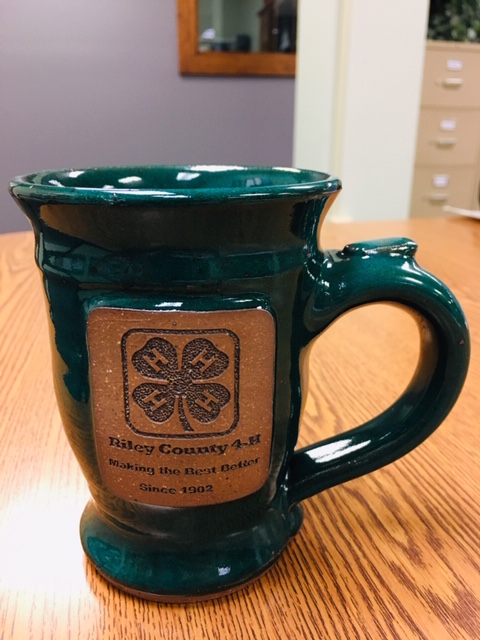 H H
H H
Riley County 4-H
Making the Best Better
Since 1902